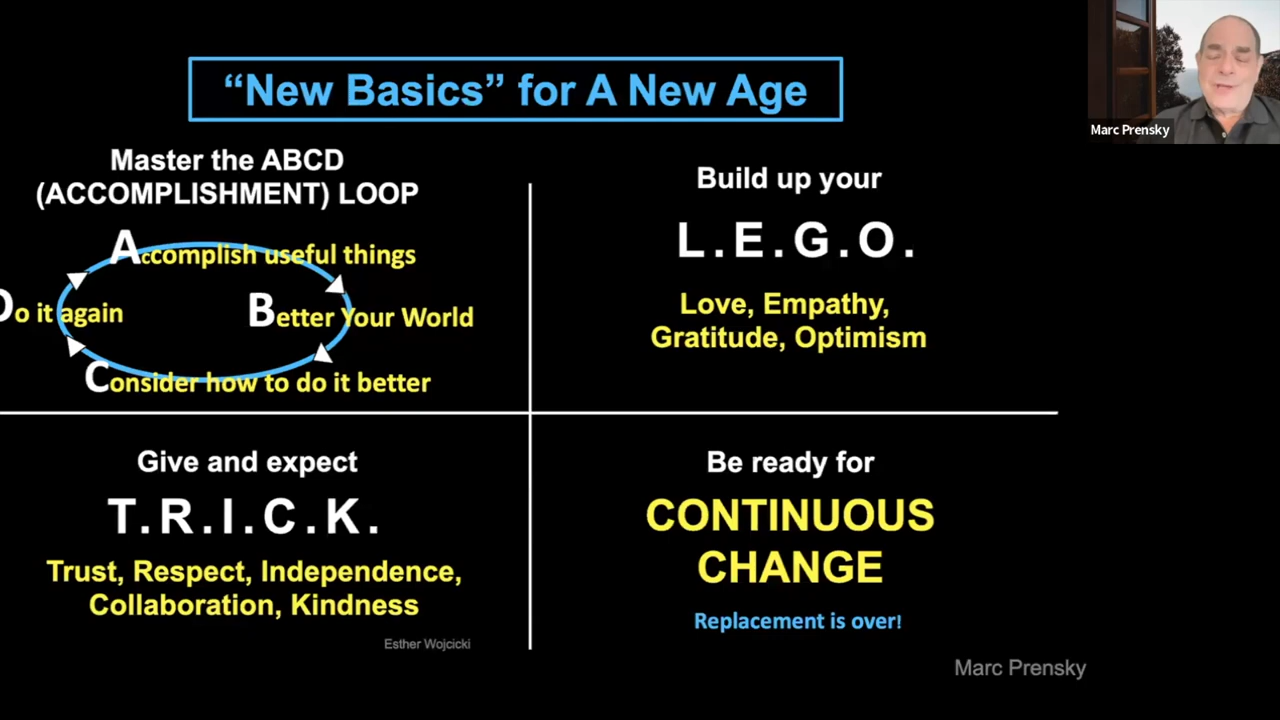 “New Basics” for A New Age
Marc Prensky
Master the ABCD
(ACCOMPLISHMENT) LOOP
Accomplish useful things
Do it again
Better Your World
Consider how to do it better
Build up your
L.E.G.O.
Love, Empathy,
Gratitude, Optimism
Give and expect
T.R.I.C.K.
Trust, Respect, Independence,
Collaboration, Kindness
Esther Wojcicki
Be ready for
CONTINUOUS
CHANGE
Replacement is over!
Marc Prensky